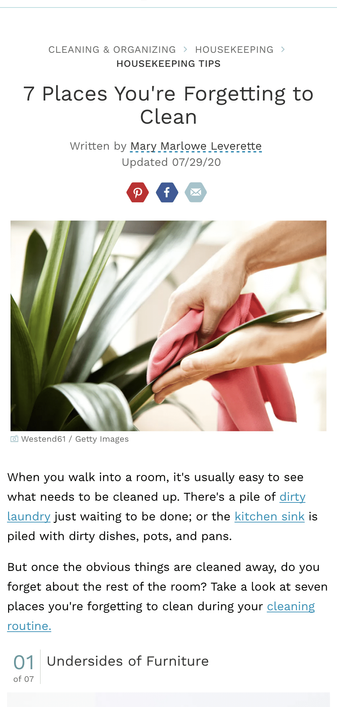 CLEANING & ORGANIZING > HOUSEKEEPING >
HOUSEKEEPING TIPS
7 Places You're Forgetting to
Clean
Written by Mary Marlowe Leverette
Updated 07/29/20
Westend61 / Getty Images
When you walk into a room, it's usually easy to see
what needs to be cleaned up. There's a pile of dirty
laundry just waiting to be done; or the kitchen sink is
piled with dirty dishes, pots, and pans.
But once the obvious things are cleaned away, do you
forget about the rest of the room? Take a look at seven
places you're forgetting to clean during your cleaning
routine.
01 Undersides of Furniture
of 07